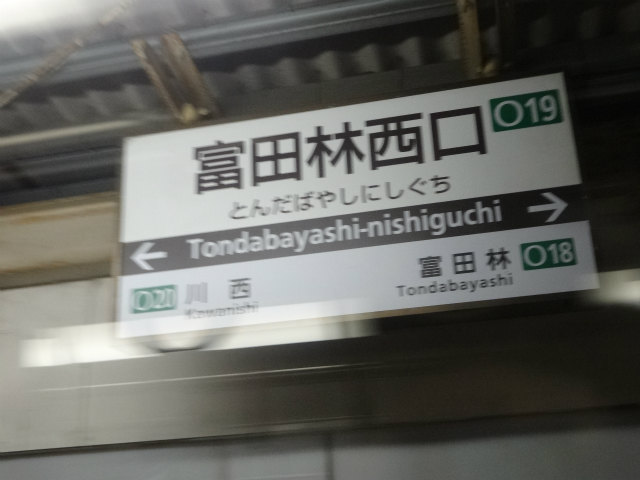 富田林西口 O19
とんだばやしにしぐち
← Tondabayashi-nishiguchi →
O20 川西 富田林 O18
Kawanishi Tondabayashi